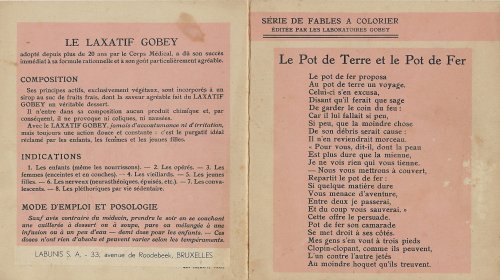 LE LAXATIF GOBEY
adopté depuis plus de 20 ans par le Corps Médical, a dû son succès
immédiat à sa formule rationnelle et à son goût particulièrement agréable.
COMPOSITION
Ses principes actifs, exclusivement végétaux, sont incorporés à un
sirop au suc de fruits frais, dont la saveur agréable fait du LAXATIF
GOBEY un véritable dessert.
Il n'entre dans sa composition aucun produit chimique et, par
conséquent, il ne provoque ni coliques, ni nausées.
Avec le LAXATIF GOBEY, jamais d'accoutumance ni d'irritation,
mais toujours une action douce et constante : c'est le purgatif idéal
réclamé par les enfants, les femmes et les jeunes filles.
INDICATIONS
1. Les enfants (même les nourrissons). — 2. Les opérés. — 3. Les
femmes (enceintes et en couches). — 4. Les vieillards. — 5. Les jeunes
filles. — 6. Les nerveux (neurasthéniques, épuisés, etc.). — 7. Les conva-
lescents. — 8. Les pléthoriques par vie sédentaire.
MODE D'EMPLOI ET POSOLOGIE
Sauf avis contraire du médecin, prendre le soir en se couchant
une cuillerée à dessert ou à soupe, pure ou mélangée à une
infusion ou à un peu d'eau — demi dose pour les enfants. — Ces
doses n'ont rien d'absolu et peuvent varier selon les tempéraments.
LABUNIS S. A. - 33, avenue de Roodebeek, BRUXELLES
SÉRIE DE FABLES A COLORIER
ÉDITÉE PAR LES LABORATOIRES GOBEY
Le Pot de Terre et le Pot de Fer
Le pot de fer proposa
Au pot de terre un voyage.
Celui-ci s'en excusa,
Disant qu'il ferait que sage
De garder le coin du feu :
Car il lui fallait si peu,
Si peu, que la moindre chose
De son débris serait cause :
Il n'en reviendrait morceau.
« Pour vous, dit-il, dont la peau
Est plus dure que la mienne,
Je ne vois rien qui vous tienne.
— Nous vous mettrons à couvert,
Repartit le pot de fer :
Si quelque matière dure
Vous menace d'aventure,
Entre deux je passerai,
Et du coup vous sauverai. »
Cette offre le persuade.
Pot de fer son camarade
Se met droit à ses côtés.
Mes gens s'en vont à trois pieds
Clopin-clopant, comme ils peuvent,
L'un contre l'autre jetés
Au moindre hoquet qu'ils treuvent.